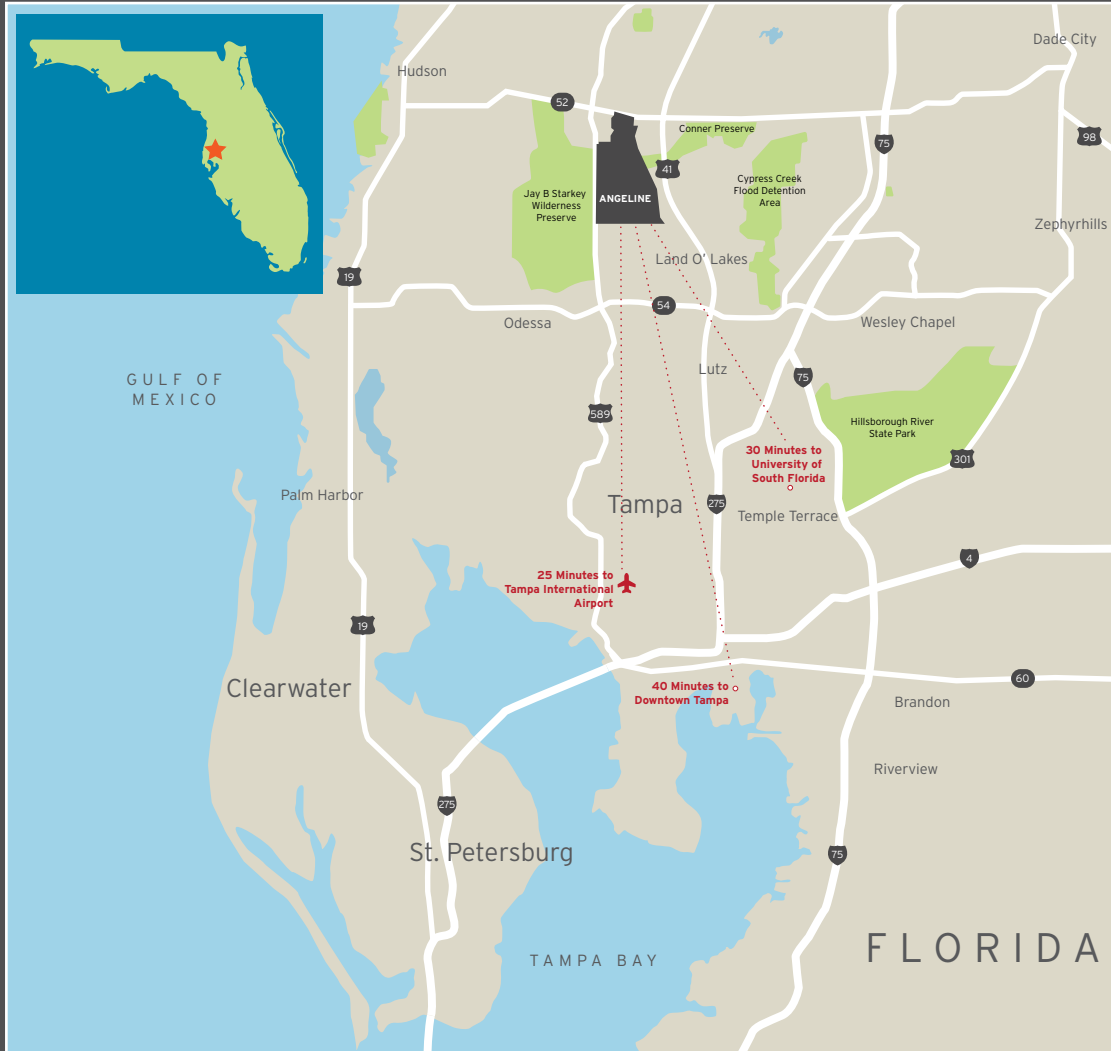 Dade City
Hudson
52
Conner Preserve
98
75
41
Jay B Starkey
Wilderness
Preserve
ANGELINE
Cypress Creek
Flood Detention
Area
Zephyrhills
Land O' Lakes
19
54
Odessa
Wesley Chapel
GULF OF
MEXICO
Lutz
75
589
Hillsborough River
State Park
30 Minutes to
University of
South Florida
301
Palm Harbor
Tampa
275
Temple Terrace
4
25 Minutes to
Tampa International
Airport
19
Clearwater
40 Minutes to
Downtown Tampa
60
Brandon
Riverview
275
St. Petersburg
75
FLORIDA
TAMPA BAY